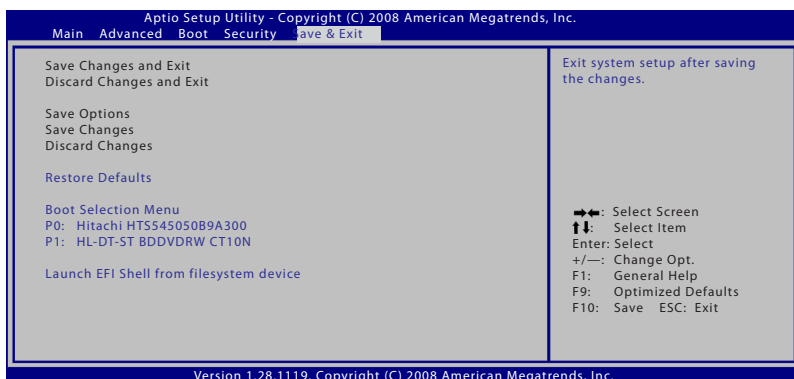 Aptio Setup Utility - Copyright (C) 2008 American Megatrends, Inc.
Main Advanced Boot Security Save & Exit
Save Changes and Exit
Discard Changes and Exit
Save Options
Save Changes
Discard Changes
Restore Defaults
Boot Selection Menu
P0: Hitachi HTS545050B9A300
P1: HL-DT-ST BDDVDRW CT10N
Launch EFI Shell from filesystem device
Exit system setup after saving
the changes.
➡⬅: Select Screen
⬆⬇: Select Item
Enter: Select
+/—: Change Opt.
F1: General Help
F9: Optimized Defaults
F10: Save ESC: Exit
Version 1.28.1119. Copyright (C) 2008 American Megatrends, Inc.